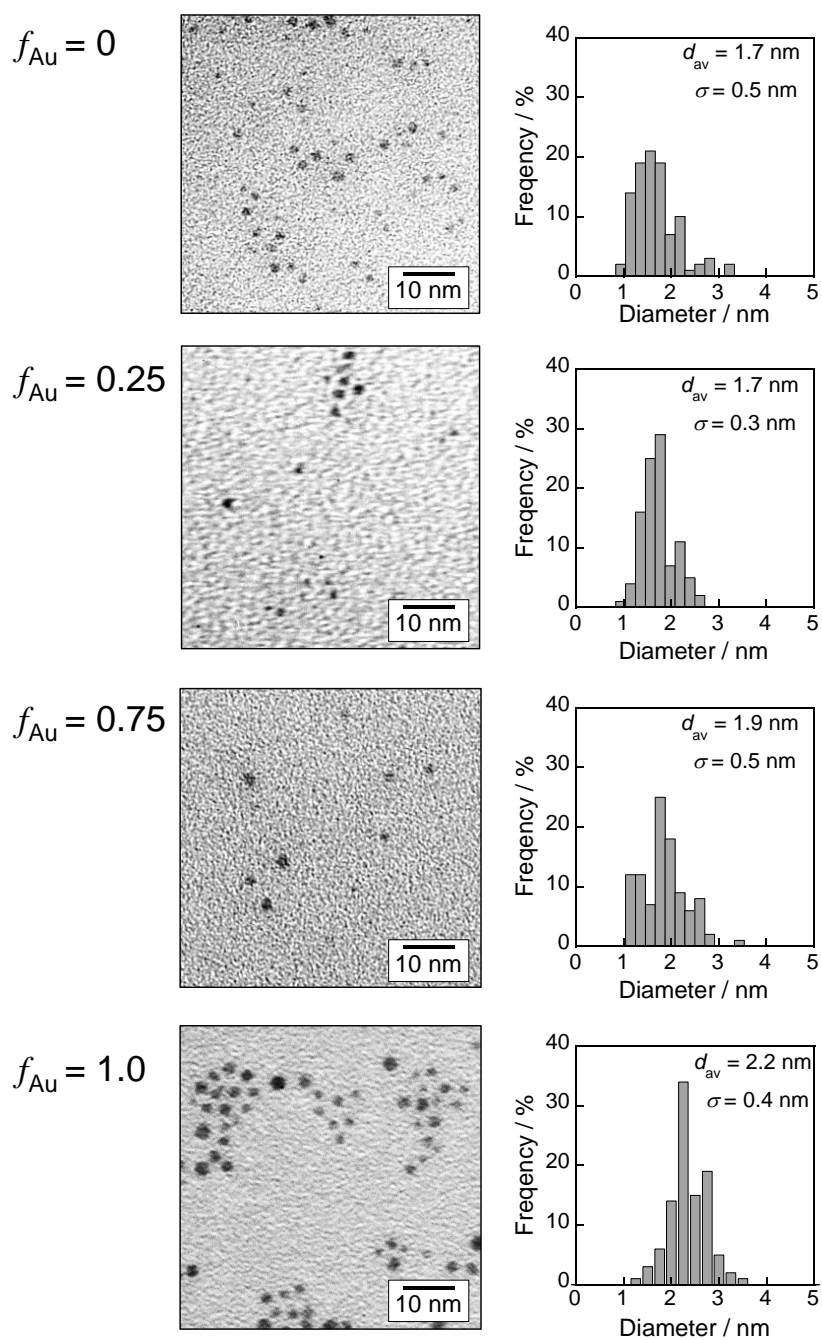 f_Au = 0
10 nm
d_av = 1.7 nm
σ = 0.5 nm
Freqency / %
40
30
20
10
0
0 1 2 3 4 5
Diameter / nm
f_Au = 0.25
10 nm
d_av = 1.7 nm
σ = 0.3 nm
Freqency / %
40
30
20
10
0
0 1 2 3 4 5
Diameter / nm
f_Au = 0.75
10 nm
d_av = 1.9 nm
σ = 0.5 nm
Freqency / %
40
30
20
10
0
0 1 2 3 4 5
Diameter / nm
f_Au = 1.0
10 nm
d_av = 2.2 nm
σ = 0.4 nm
Freqency / %
40
30
20
10
0
0 1 2 3 4 5
Diameter / nm